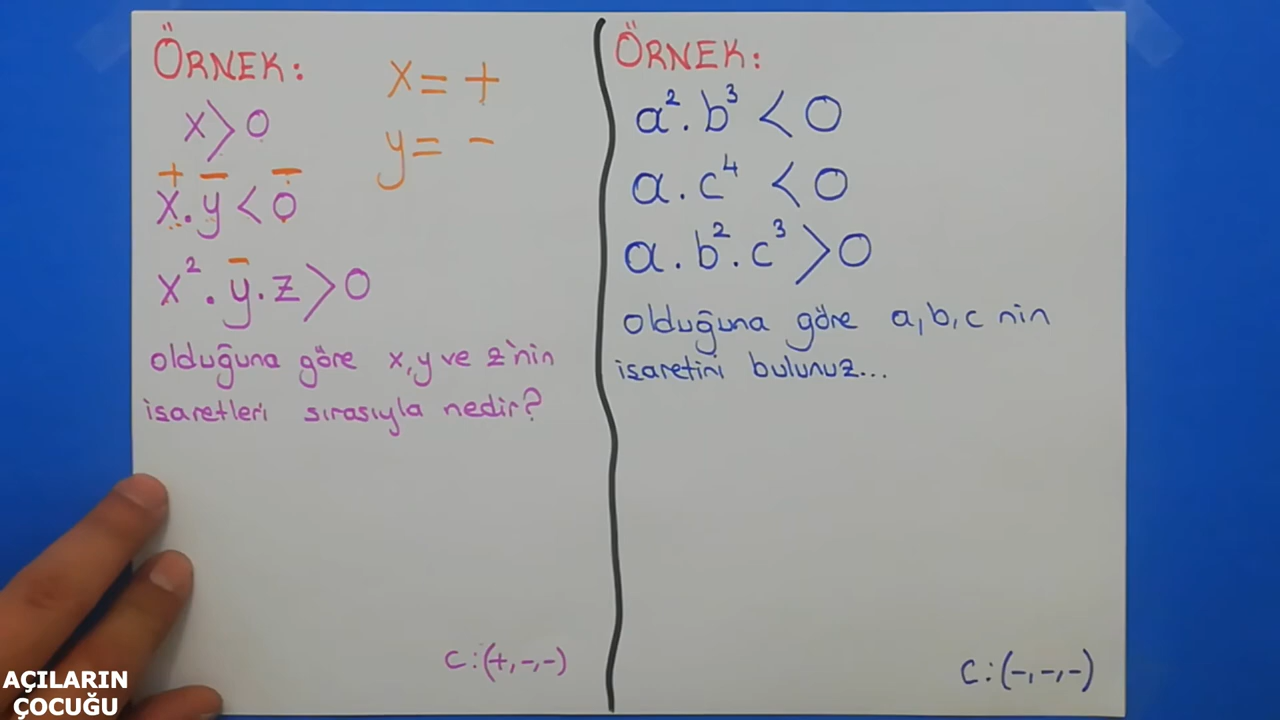 ÖRNEK:
x>0
x = +
y = -
+ - -
x.y<0
-
x².y.z>0
olduğuna göre x,y ve z'nin
işaretleri sırasıyla nedir?
C:(+,-,-)
ÖRNEK:
a².b³<0
a.c⁴<0
a.b².c³>0
olduğuna göre a,b,c nin
işaretini bulunuz...
C:(-,-,-)
AÇILARIN
ÇOCUĞU